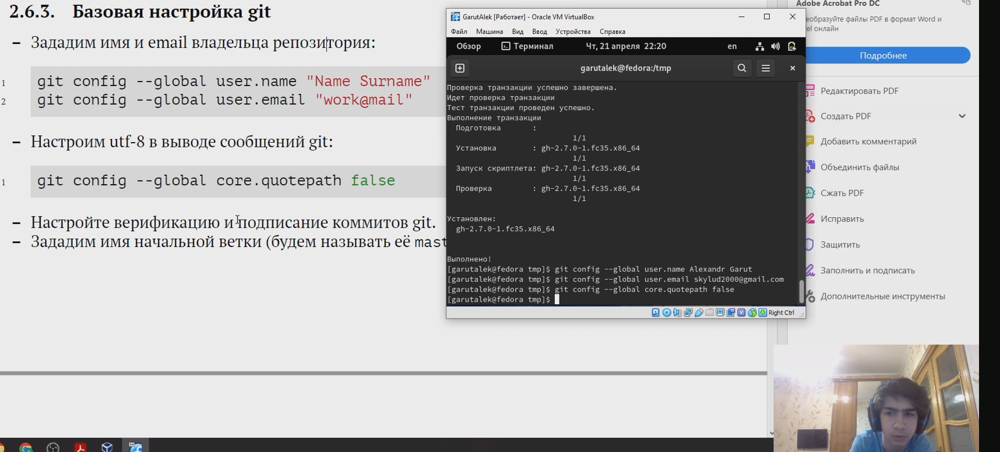 2.6.3. Базовая настройка git
– Зададим имя и email владельца репозитория:
1 git config --global user.name "Name Surname"
2 git config --global user.email "work@mail"
– Настроим utf-8 в выводе сообщений git:
1 git config --global core.quotepath false
– Настройте верификацию и подписание коммитов git.
– Зададим имя начальной ветки (будем называть её mast
GarutAlek [Работает] - Oracle VM VirtualBox
Файл Машина Вид Ввод Устройства Справка
Обзор Терминал Чт, 21 апреля 22:20 en
garutalek@fedora:/tmp
Проверка транзакции успешно завершена.
Идет проверка транзакции
Тест транзакции проведен успешно.
Выполнение транзакции
Подготовка :
1/1
Установка : gh-2.7.0-1.fc35.x86_64
1/1
Запуск скриптлета: gh-2.7.0-1.fc35.x86_64
1/1
Проверка : gh-2.7.0-1.fc35.x86_64
1/1
Установлен:
gh-2.7.0-1.fc35.x86_64
Выполнено!
[garutalek@fedora tmp]$ git config --global user.name Alexandr Garut
[garutalek@fedora tmp]$ git config --global user.email skylud2000@gmail.com
[garutalek@fedora tmp]$ git config --global core.quotepath false
[garutalek@fedora tmp]$
Right Ctrl
Adobe Acrobat Pro DC
еобразуйте файлы PDF в формат Word и
el онлайн
Подробнее
Редактировать PDF
Создать PDF
Добавить комментарий
Объединить файлы
Сжать PDF
Исправить
Защитить
Заполнить и подписать
Дополнительные инструменты